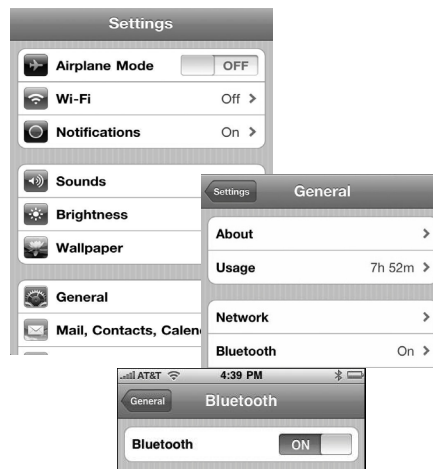 Settings
Airplane Mode OFF
Wi-Fi Off
Notifications On
Sounds
Brightness
Wallpaper
General
Mail, Contacts, Calen
Settings General
About
Usage 7h 52m
Network
Bluetooth On
AT&T 4:39 PM
General Bluetooth
Bluetooth ON